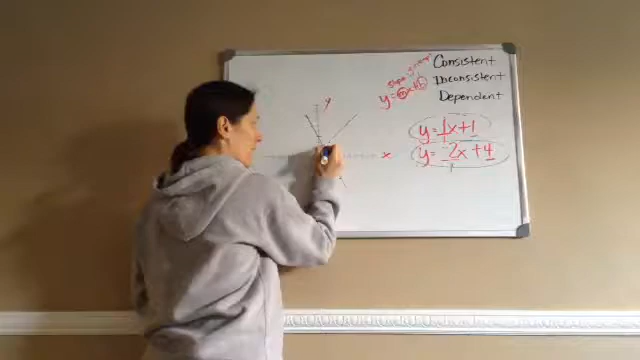 Consistent
Inconsistent
Dependent
y = mx+b
y
x
y = 1x + 1
y = -2x + 4